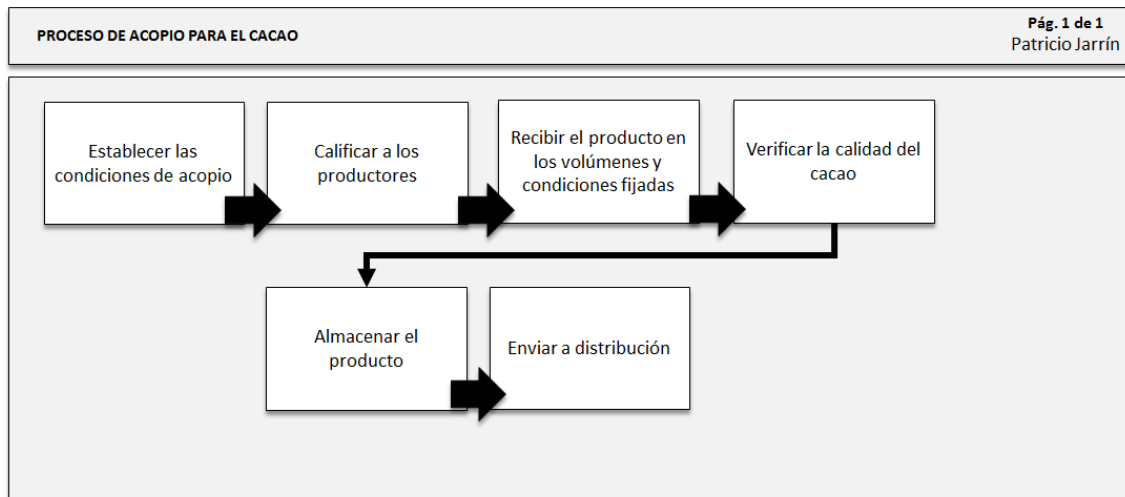 PROCESO DE ACOPIO PARA EL CACAO
Pág. 1 de 1
Patricio Jarrín
Establecer las
condiciones de acopio
Calificar a los
productores
Recibir el producto en
los volúmenes y
condiciones fijadas
Verificar la calidad del
cacao
Almacenar el
producto
Enviar a distribución